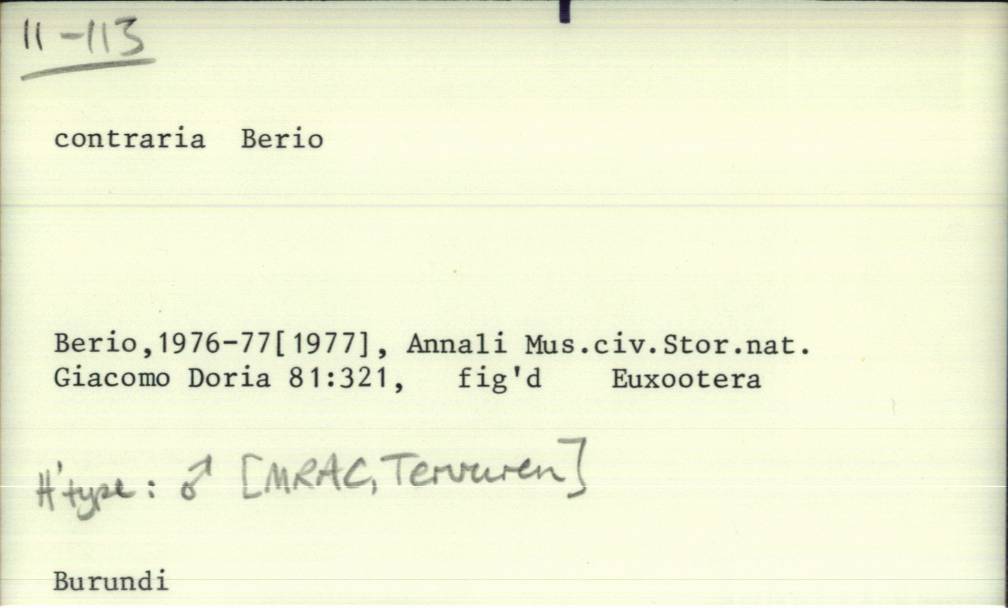 11-113
contraria Berio
Berio,1976-77[1977], Annali Mus.civ.Stor.nat.
Giacomo Doria 81:321, fig'd Euxootera
H'type: ♂ [MRAC, Tervuren]
Burundi